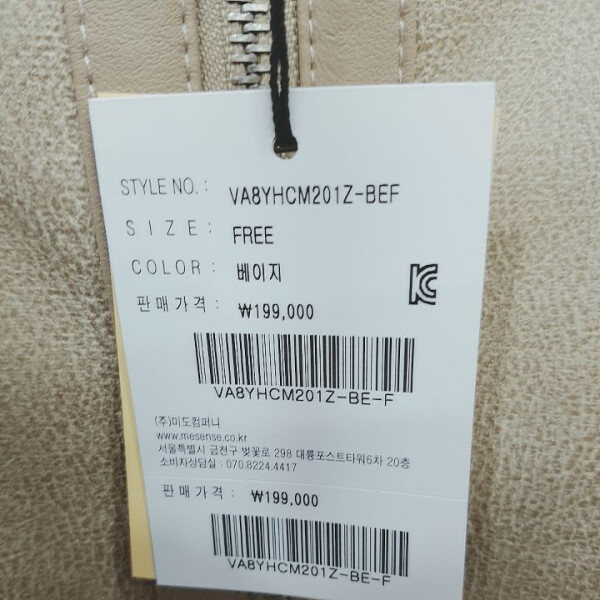 STYLE NO. : VA8YHCM201Z-BEF
SIZE : FREE
COLOR : 베이지
판매가격 : ₩199,000
VA8YHCM201Z-BE-F
(주)미도컴퍼니
www.mesense.co.kr
서울특별시 금천구 벚꽃로 298 대륭포스트타워6차 20층
소비자상담실 : 070.8224.4417
판매가격 : ₩199,000
VA8YHCM201Z-BE-F